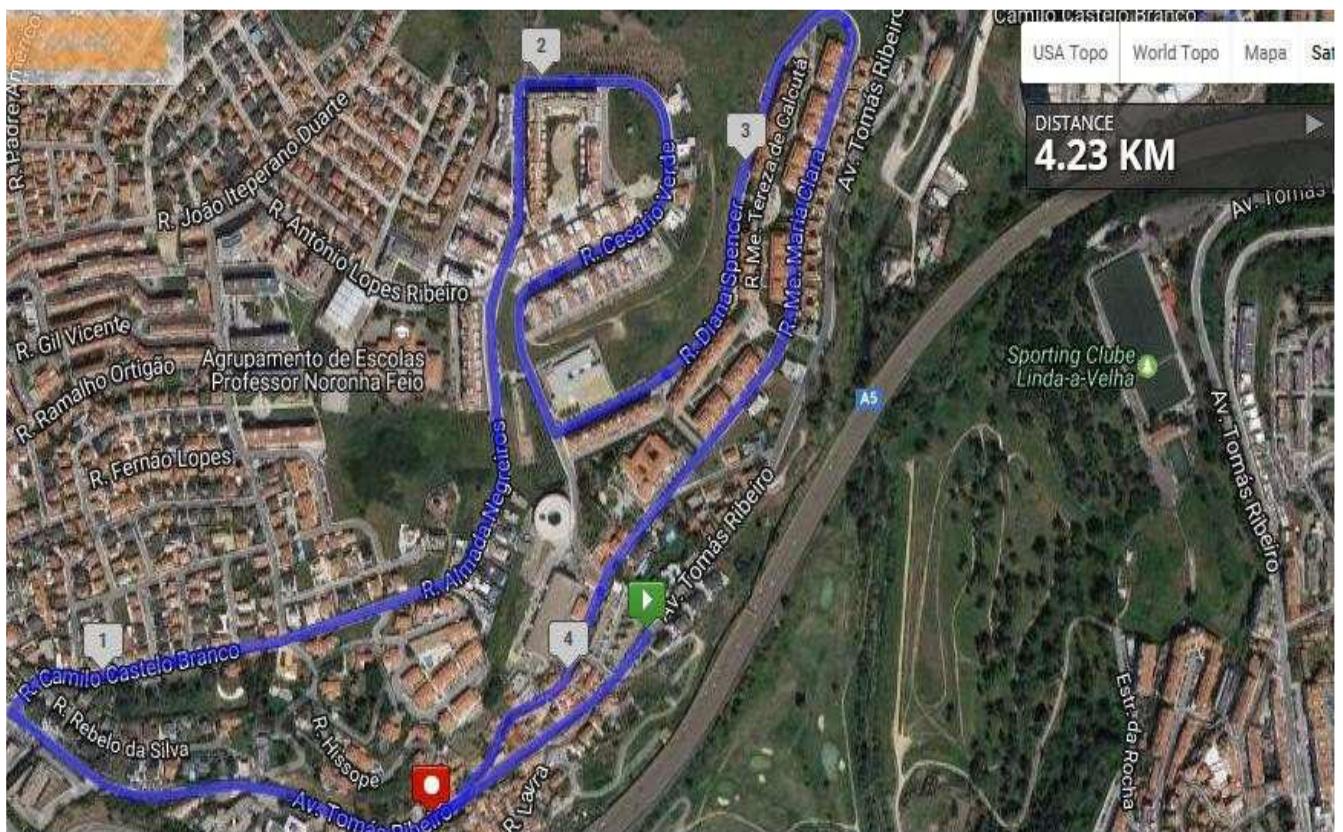 Camilo Castelo Branco
USA Topo
World Topo
Mapa
Sat
DISTANCE
4.23 KM
2
3
R. Padre Américo
R. João Iteperano Duarte
R. António Lopes Ribeiro
R. Cesário Verde
R. Diana Spencer
R. Me. Tereza de Calcutá
R. Me. Maria Clara
Av. Tomás Ribeiro
Av. Tomás
R. Gil Vicente
R. Ramalho Ortigão
Agrupamento de Escolas
Professor Noronha Feio
Sporting Clube
Linda-a-Velha
A5
R. Fernão Lopes
R. Almada Negreiros
Av. Tomás Ribeiro
Av. Tomás Ribeiro
1
4
R. Camilo Castelo Branco
R. Rebelo da Silva
R. Hissope
Av. Tomás Ribeiro
R. Lavra
Estr. da Rocha